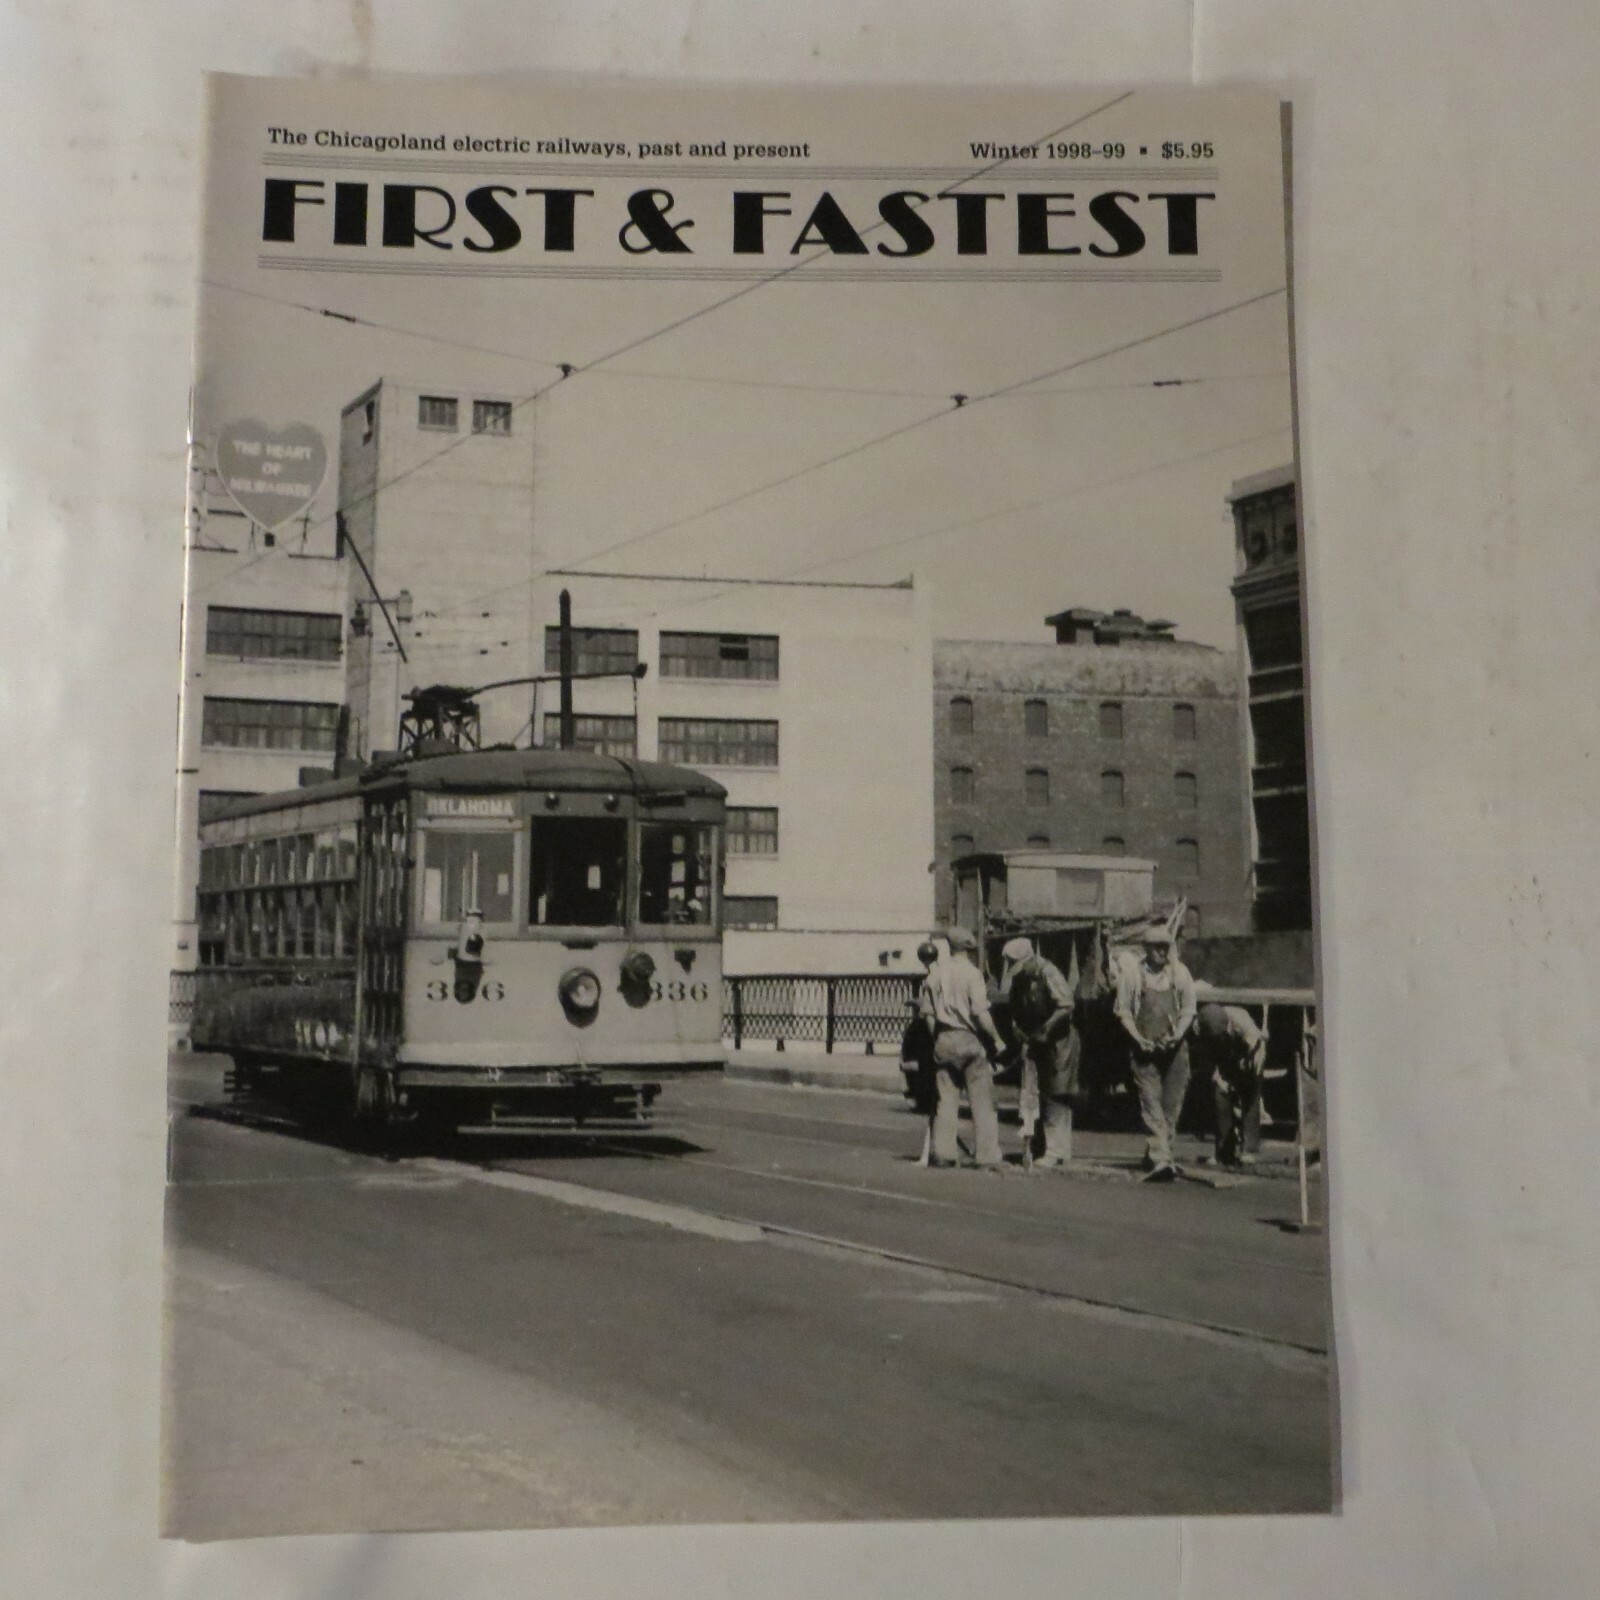 The Chicagoland electric railways, past and present
Winter 1998–99 ▪ $5.95
FIRST & FASTEST
THE HEART
OF
MILWAUKEE
OKLAHOMA
336
336